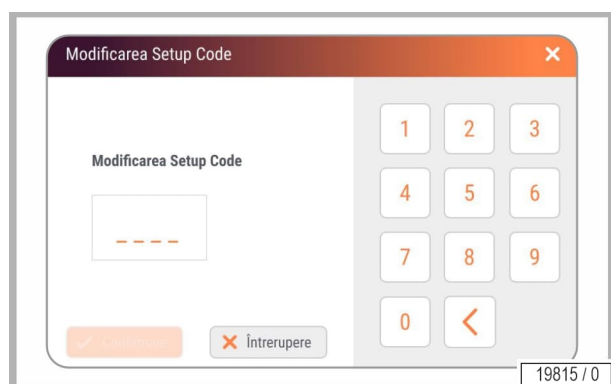 Modificarea Setup Code
Modificarea Setup Code
_ _ _ _
1 2 3
4 5 6
7 8 9
0
Întrerupere
19815 / 0